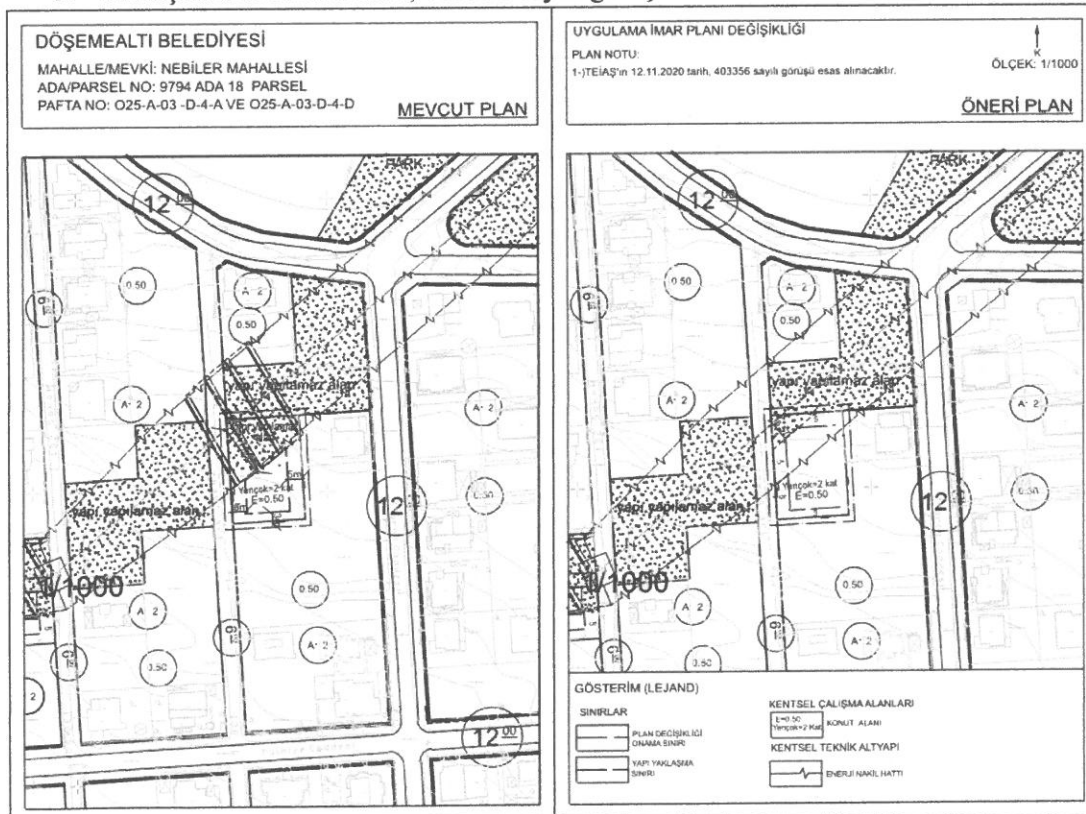 DÖŞEMEALTI BELEDİYESİ
MAHALLE/MEVKİ: NEBİLER MAHALLESİ
ADA/PARSEL NO: 9794 ADA 18 PARSEL
PAFTA NO: O25-A-03 -D-4-A VE O25-A-03-D-4-D
MEVCUT PLAN
UYGULAMA İMAR PLANI DEĞİŞİKLİĞİ
PLAN NOTU:
1-)TEİAŞ'ın 12.11.2020 tarih, 403356 sayılı görüşü esas alınacaktır.
K
ÖLÇEK: 1/1000
ÖNERİ PLAN
PARK
12 00
0.50
A- 2
0.50
A- 2
yapı yapılamaz alan
A- 2
Yençok=2 kat
E=0.50
5m
12
0.50
yapı yapılamaz alan
1/1000
0.50
A- 2
A- 2
0.50
2
12 00
PARK
12 00
0.50
A- 2
0.50
A- 2
yapı yapılamaz alan
A- 2
Yençok=2 kat
E=0.50
12
0.50
yapı yapılamaz alan
1/1000
0.50
A- 2
A- 2
0.50
GÖSTERİM (LEJAND)
SINIRLAR
PLAN DEĞİŞİKLİĞİ
ONAMA SINIRI
YAPI YAKLAŞMA
SINIRI
KENTSEL ÇALIŞMA ALANLARI
E=0.50
Yençok=2 Kat
KONUT ALANI
KENTSEL TEKNİK ALTYAPI
ENERJİ NAKİL HATTI